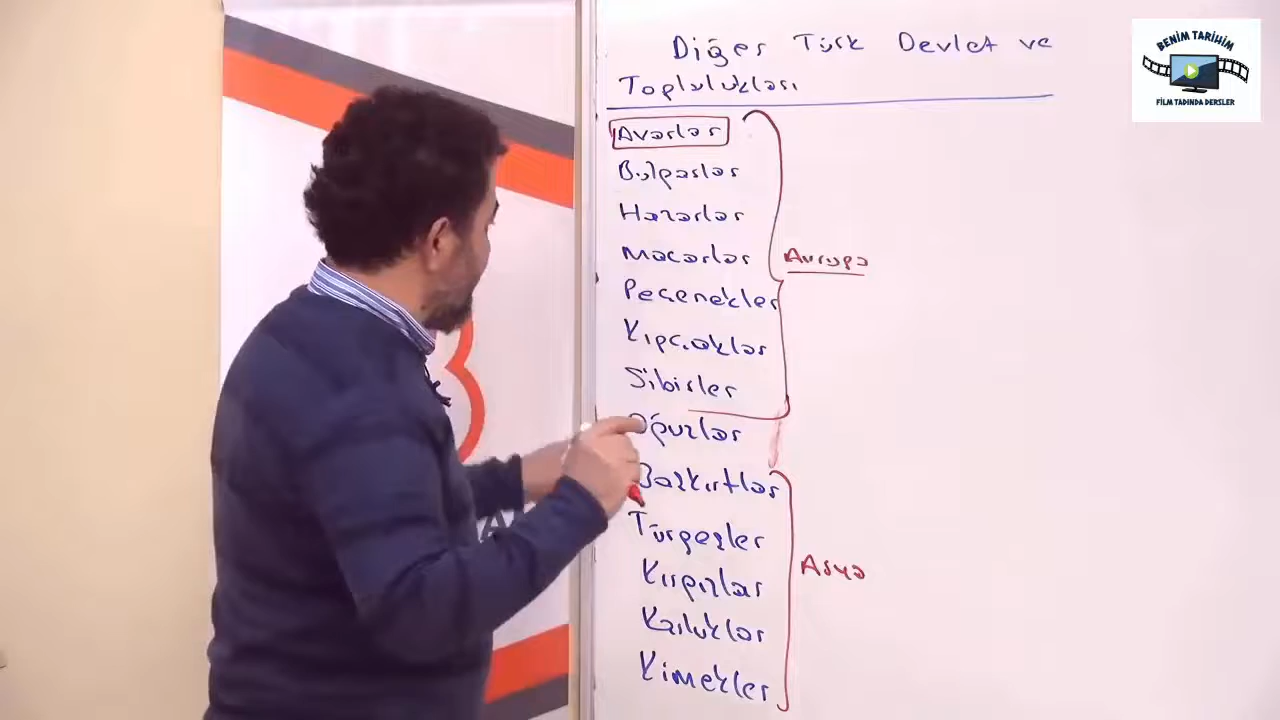 BENİM TARİHİM
FİLM TADINDA DERSLER
Diğer Türk Devlet ve
Toplulukları
Avarlar
Bulgarlar
Hazarlar
Macarlar
Peçenekler
Kıpçaklar
Sibirler
Oğuzlar
Başkırtlar
Türgeşler
Kırgızlar
Karluklar
Kimekler
Avrupa
Asya